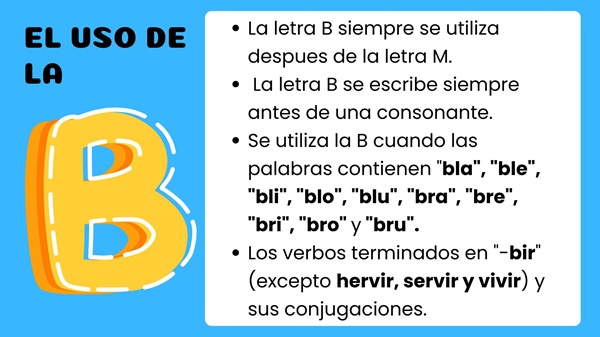 EL USO DE
LA
B
• La letra B siempre se utiliza
despues de la letra M.
• La letra B se escribe siempre
antes de una consonante.
• Se utiliza la B cuando las
palabras contienen "bla", "ble",
"bli", "blo", "blu", "bra", "bre",
"bri", "bro" y "bru".
• Los verbos terminados en "-bir"
(excepto hervir, servir y vivir) y
sus conjugaciones.